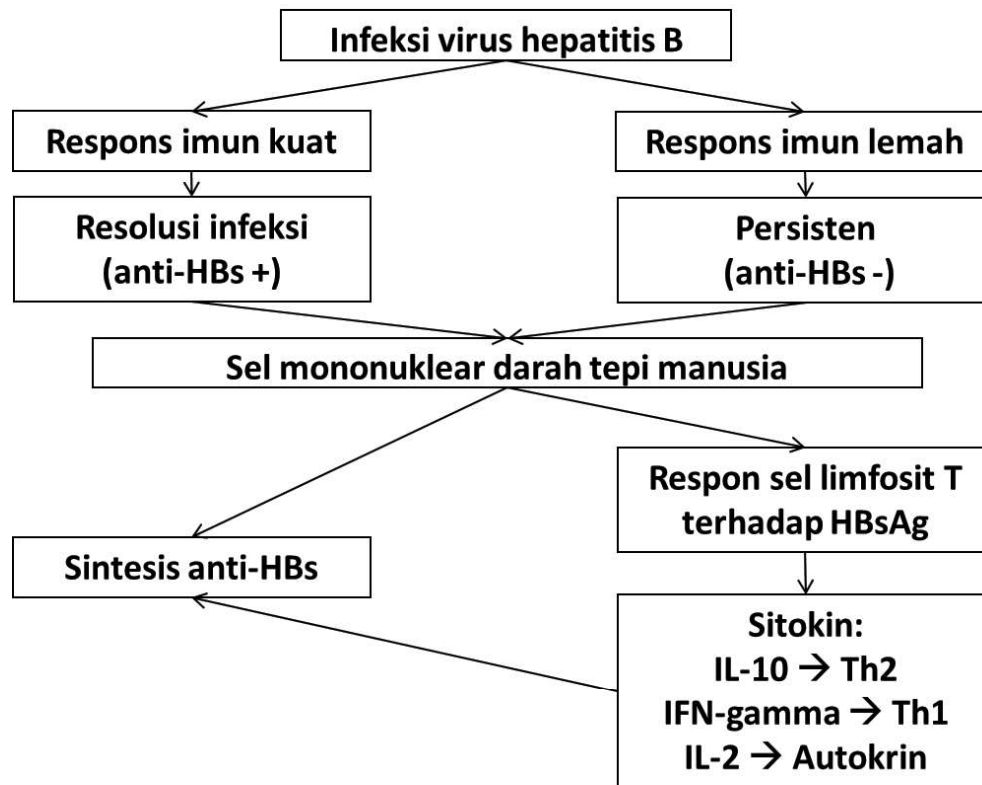 Infeksi virus hepatitis B
Respons imun kuat
Respons imun lemah
Resolusi infeksi
(anti-HBs +)
Persisten
(anti-HBs -)
Sel mononuklear darah tepi manusia
Respon sel limfosit T
terhadap HBsAg
Sintesis anti-HBs
Sitokin:
IL-10 → Th2
IFN-gamma → Th1
IL-2 → Autokrin